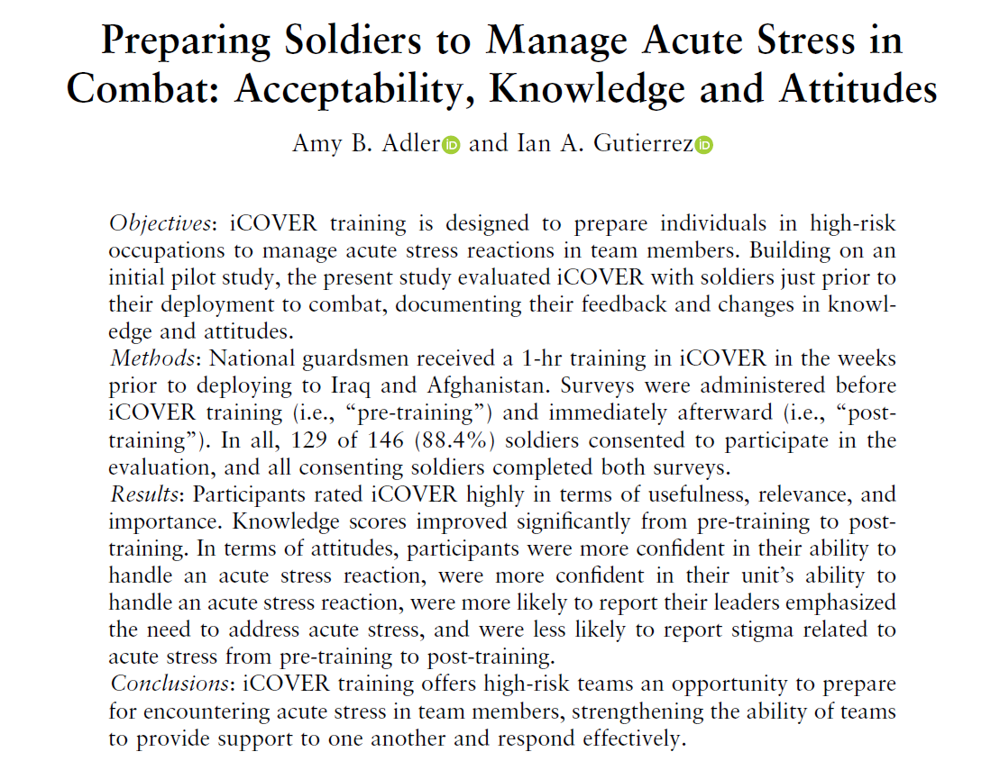 Preparing Soldiers to Manage Acute Stress in
Combat: Acceptability, Knowledge and Attitudes
Amy B. Adler iD and Ian A. Gutierrez iD
Objectives: iCOVER training is designed to prepare individuals in high-risk
occupations to manage acute stress reactions in team members. Building on an
initial pilot study, the present study evaluated iCOVER with soldiers just prior to
their deployment to combat, documenting their feedback and changes in knowl-
edge and attitudes.
Methods: National guardsmen received a 1-hr training in iCOVER in the weeks
prior to deploying to Iraq and Afghanistan. Surveys were administered before
iCOVER training (i.e., “pre-training”) and immediately afterward (i.e., “post-
training”). In all, 129 of 146 (88.4%) soldiers consented to participate in the
evaluation, and all consenting soldiers completed both surveys.
Results: Participants rated iCOVER highly in terms of usefulness, relevance, and
importance. Knowledge scores improved significantly from pre-training to post-
training. In terms of attitudes, participants were more confident in their ability to
handle an acute stress reaction, were more confident in their unit’s ability to
handle an acute stress reaction, were more likely to report their leaders emphasized
the need to address acute stress, and were less likely to report stigma related to
acute stress from pre-training to post-training.
Conclusions: iCOVER training offers high-risk teams an opportunity to prepare
for encountering acute stress in team members, strengthening the ability of teams
to provide support to one another and respond effectively.